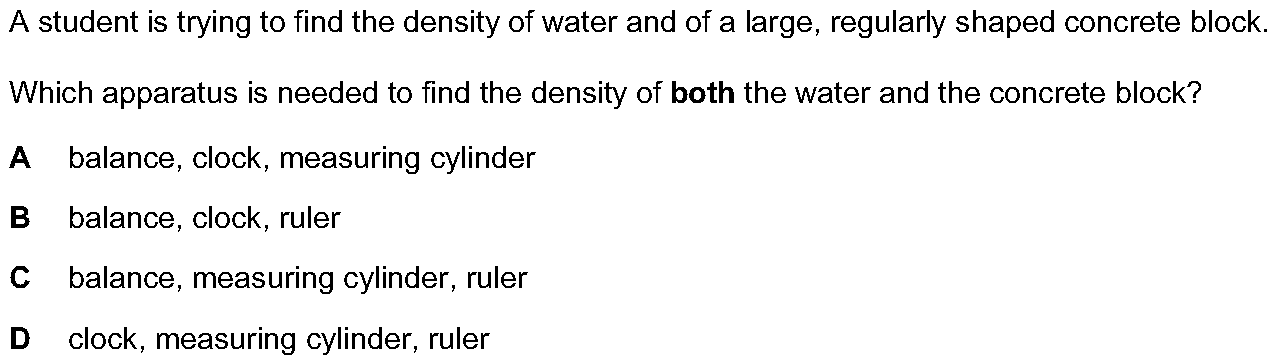 A student is trying to find the density of water and of a large, regularly shaped concrete block.
Which apparatus is needed to find the density of both the water and the concrete block?
A balance, clock, measuring cylinder
B balance, clock, ruler
C balance, measuring cylinder, ruler
D clock, measuring cylinder, ruler